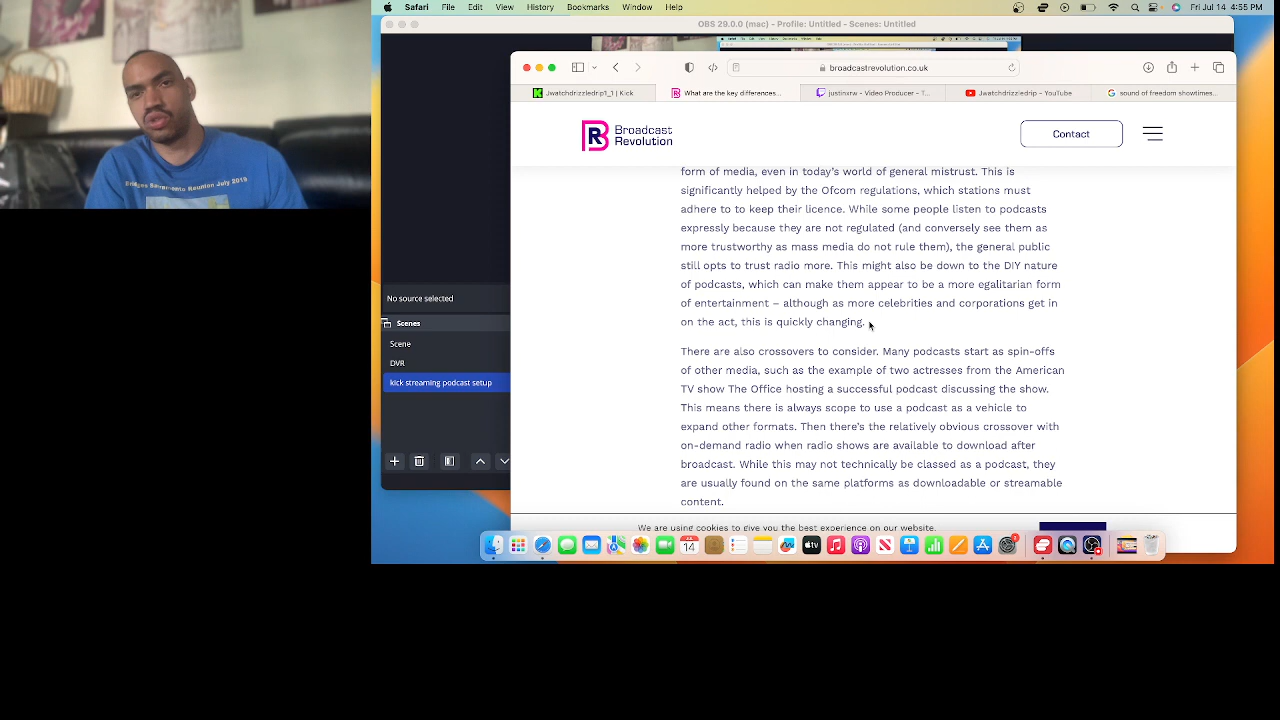 Safari File Edit View History Bookmarks Window Help
Fri Jul 14 4:55 PM
OBS 29.0.0 (mac) - Profile: Untitled - Scenes: Untitled
broadcastrevolution.co.uk
Jwatchdrizzledrip1_1 | Kick
What are the key differences...
justinxrw - Video Producer - T...
Jwatchdrizzledrip - YouTube
sound of freedom showtimes...
Broadcast
Revolution
Contact
form of media, even in today's world of general mistrust. This is
significantly helped by the Ofcom regulations, which stations must
adhere to to keep their licence. While some people listen to podcasts
expressly because they are not regulated (and conversely see them as
more trustworthy as mass media do not rule them), the general public
still opts to trust radio more. This might also be down to the DIY nature
of podcasts, which can make them appear to be a more egalitarian form
of entertainment – although as more celebrities and corporations get in
on the act, this is quickly changing.
There are also crossovers to consider. Many podcasts start as spin-offs
of other media, such as the example of two actresses from the American
TV show The Office hosting a successful podcast discussing the show.
This means there is always scope to use a podcast as a vehicle to
expand other formats. Then there's the relatively obvious crossover with
on-demand radio when radio shows are available to download after
broadcast. While this may not technically be classed as a podcast, they
are usually found on the same platforms as downloadable or streamable
content.
We are using cookies to give you the best experience on our website.
No source selected
Scenes
Scene
DVR
kick streaming podcast setup
Bridges Sacramento Reunion July 2019
14